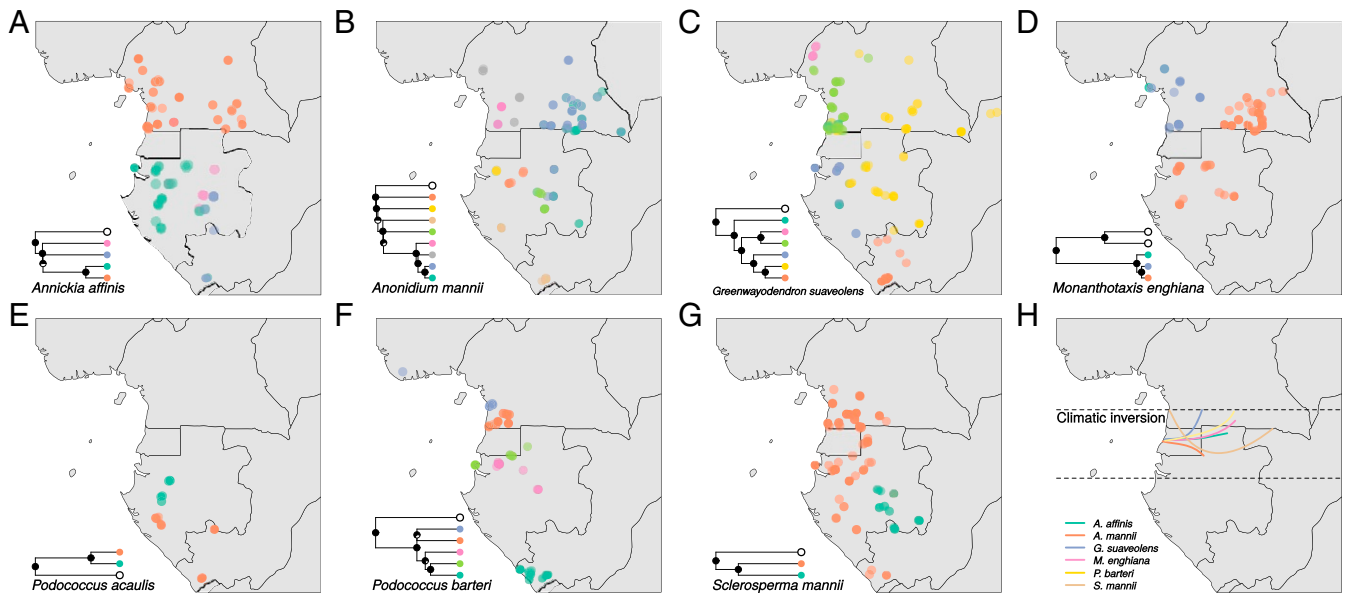 A
B
C
D
Annickia affinis
Anonidium mannii
Greenwayodendron suaveolens
Monanthotaxis enghiana
E
F
G
H
Climatic inversion
A. affinis
A. mannii
G. suaveolens
M. enghiana
P. barteri
S. mannii
Podococcus acaulis
Podococcus barteri
Sclerosperma mannii